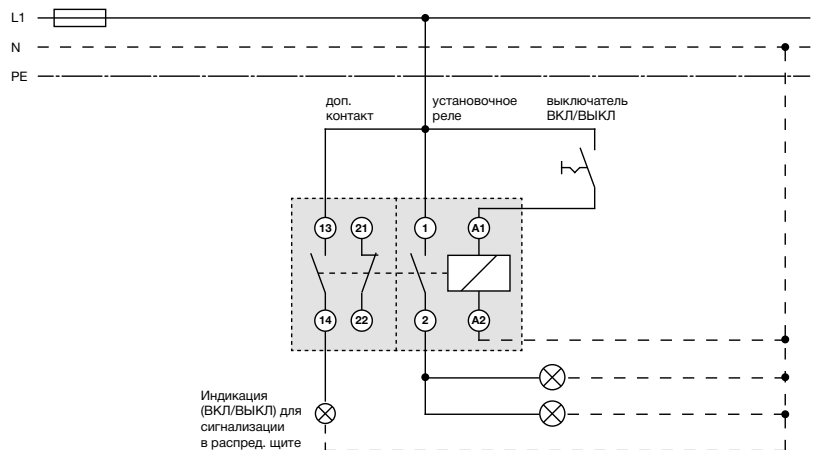 L1
N
PE
доп.
контакт
установочное
реле
выключатель
ВКЛ/ВЫКЛ
13
21
1
A1
14
22
2
A2
Индикация
(ВКЛ/ВЫКЛ) для
сигнализации
в распред. щите